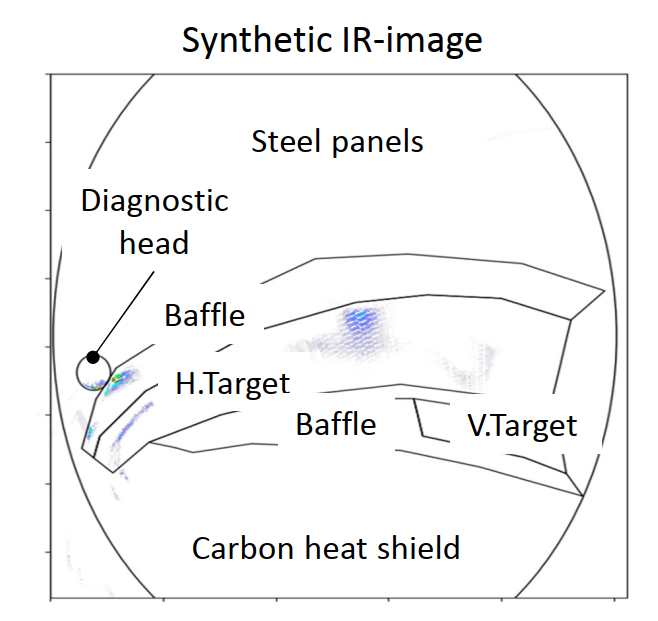 Synthetic IR-image
Steel panels
Diagnostic
head
Baffle
H.Target
Baffle
V.Target
Carbon heat shield